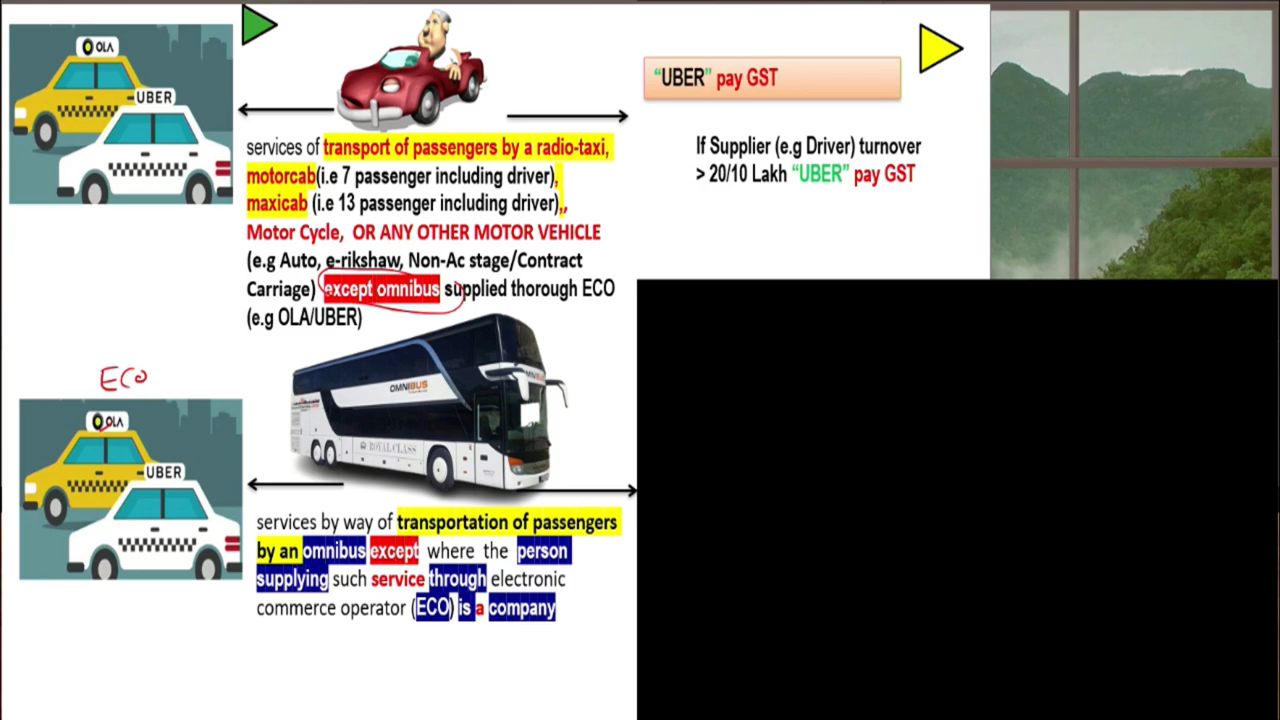 OLA
UBER
services of transport of passengers by a radio-taxi,
motorcab(i.e 7 passenger including driver),
maxicab (i.e 13 passenger including driver),,
Motor Cycle, OR ANY OTHER MOTOR VEHICLE
(e.g Auto, e-rikshaw, Non-Ac stage/Contract
Carriage) except omnibus supplied thorough ECO
(e.g OLA/UBER)
“UBER” pay GST
If Supplier (e.g Driver) turnover
> 20/10 Lakh “UBER” pay GST
ECO
OLA
UBER
OMNIBUS
ROYAL CLASS
services by way of transportation of passengers
by an omnibus except where the person
supplying such service through electronic
commerce operator (ECO) is a company